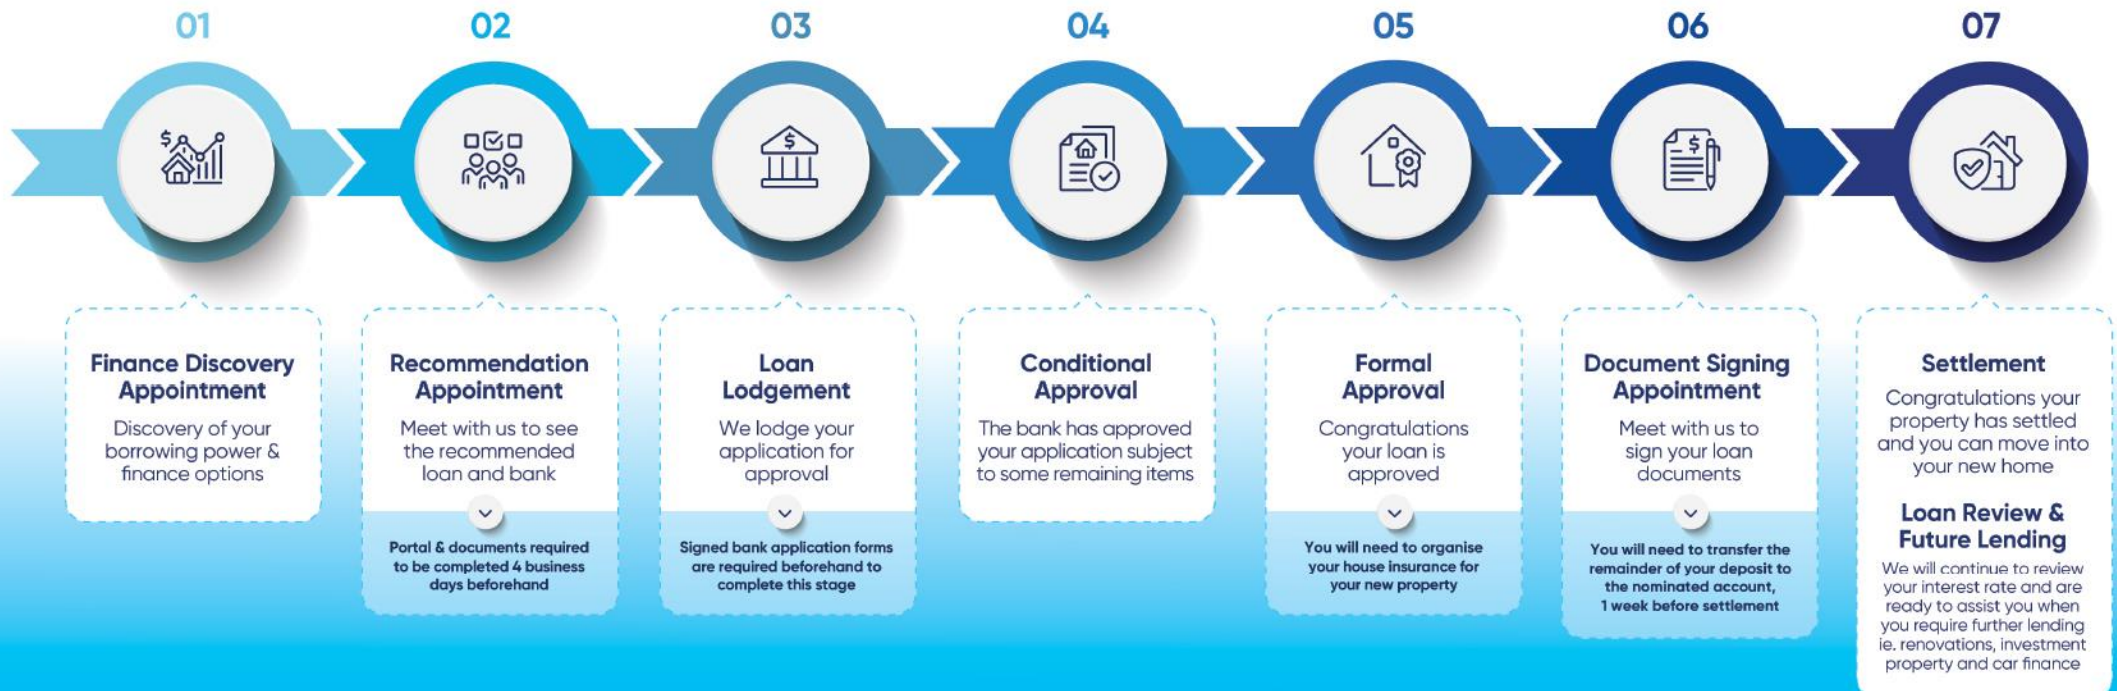 01
Finance Discovery
Appointment
Discovery of your
borrowing power &
finance options
02
Recommendation
Appointment
Meet with us to see
the recommended
loan and bank
Portal & documents required
to be completed 4 business
days beforehand
03
$
Loan
Lodgement
We lodge your
application for
approval
Signed bank application forms
are required beforehand to
complete this stage
04
Conditional
Approval
The bank has approved
your application subject
to some remaining items
05
Formal
Approval
Congratulations
your loan is
approved
You will need to organise
your house insurance for
your new property
06
$
Document Signing
Appointment
Meet with us to
sign your loan
documents
You will need to transfer the
remainder of your deposit to
the nominated account,
1 week before settlement
07
Settlement
Congratulations your
property has settled
and you can move into
your new home
Loan Review &
Future Lending
We will continue to review
your interest rate and are
ready to assist you when
you require further lending
ie. renovations, investment
property and car finance